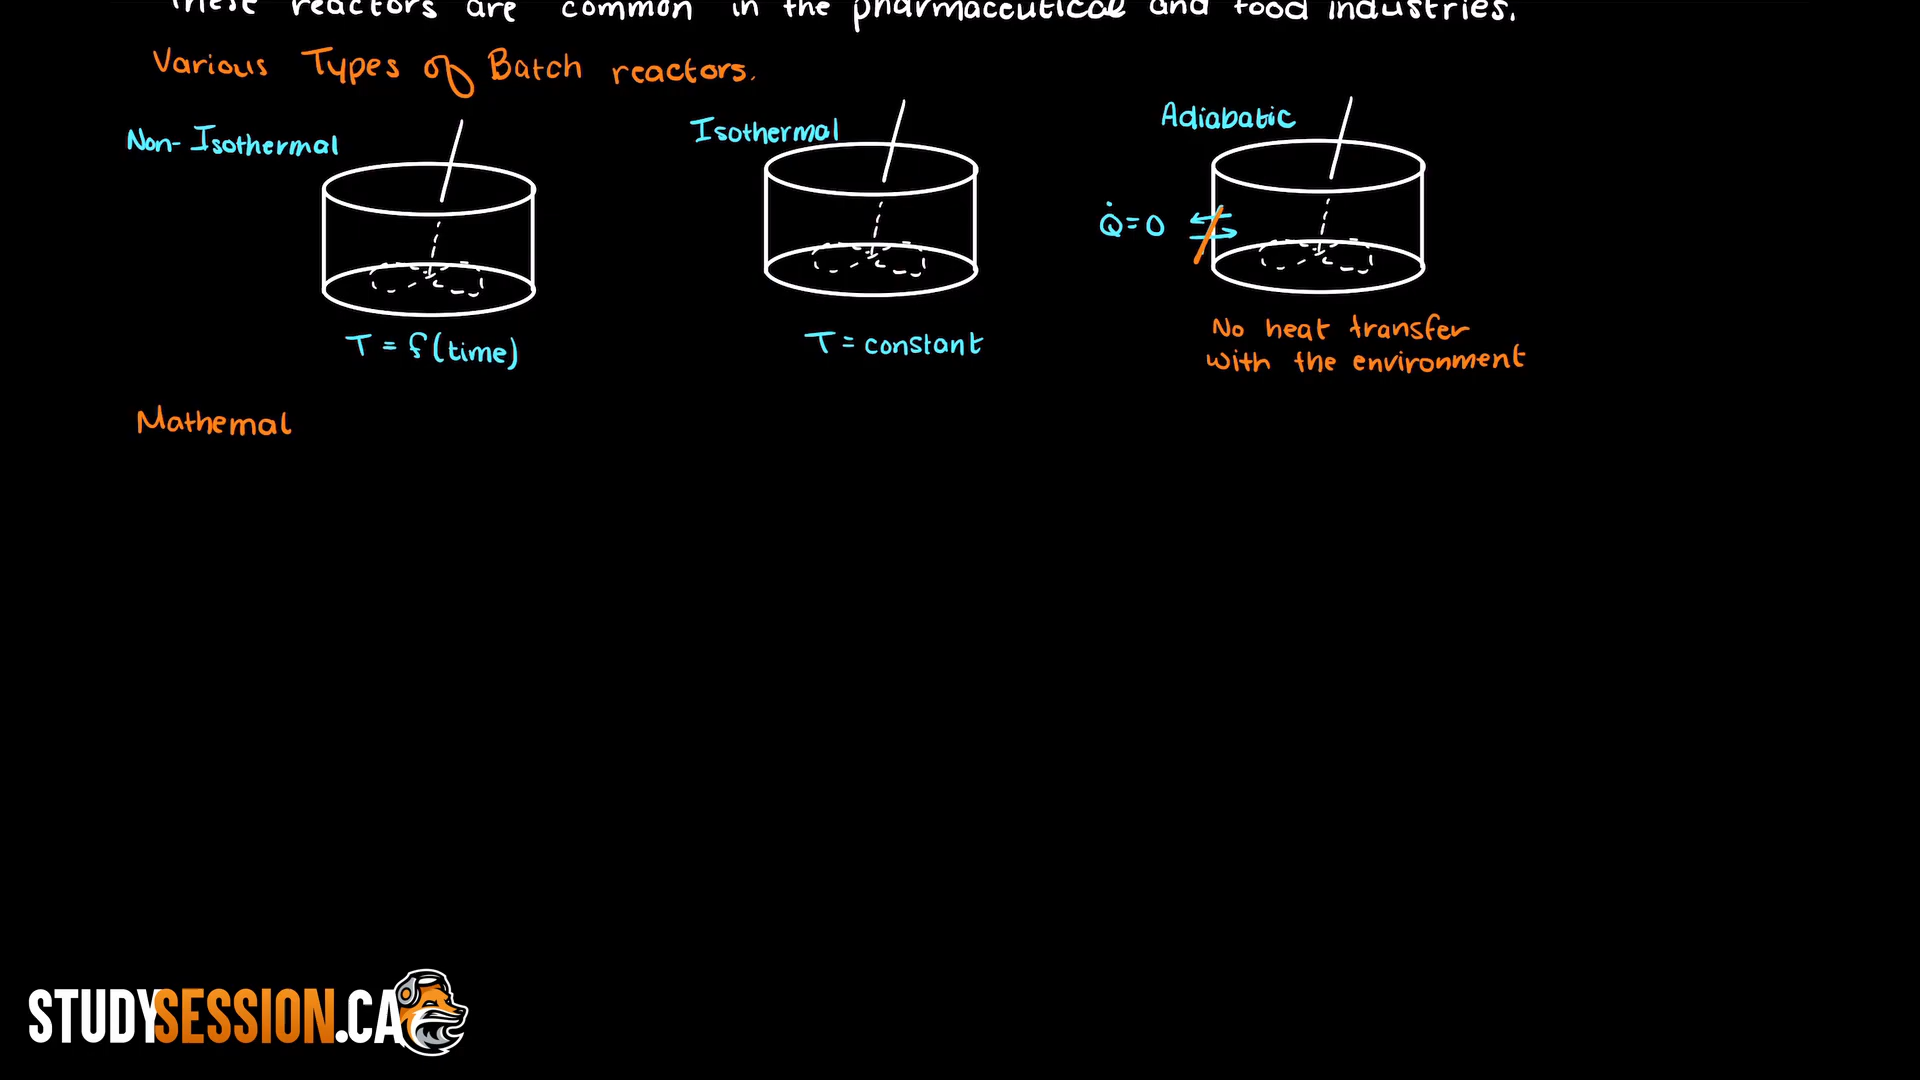 These reactors are common in the pharmaceutical and food industries.
Various Types of Batch reactors.
Non-Isothermal
T = f(time)
Isothermal
T = constant
Adiabatic
Q̇=0
No heat transfer
with the environment
Mathemal
STUDYSESSION.CA